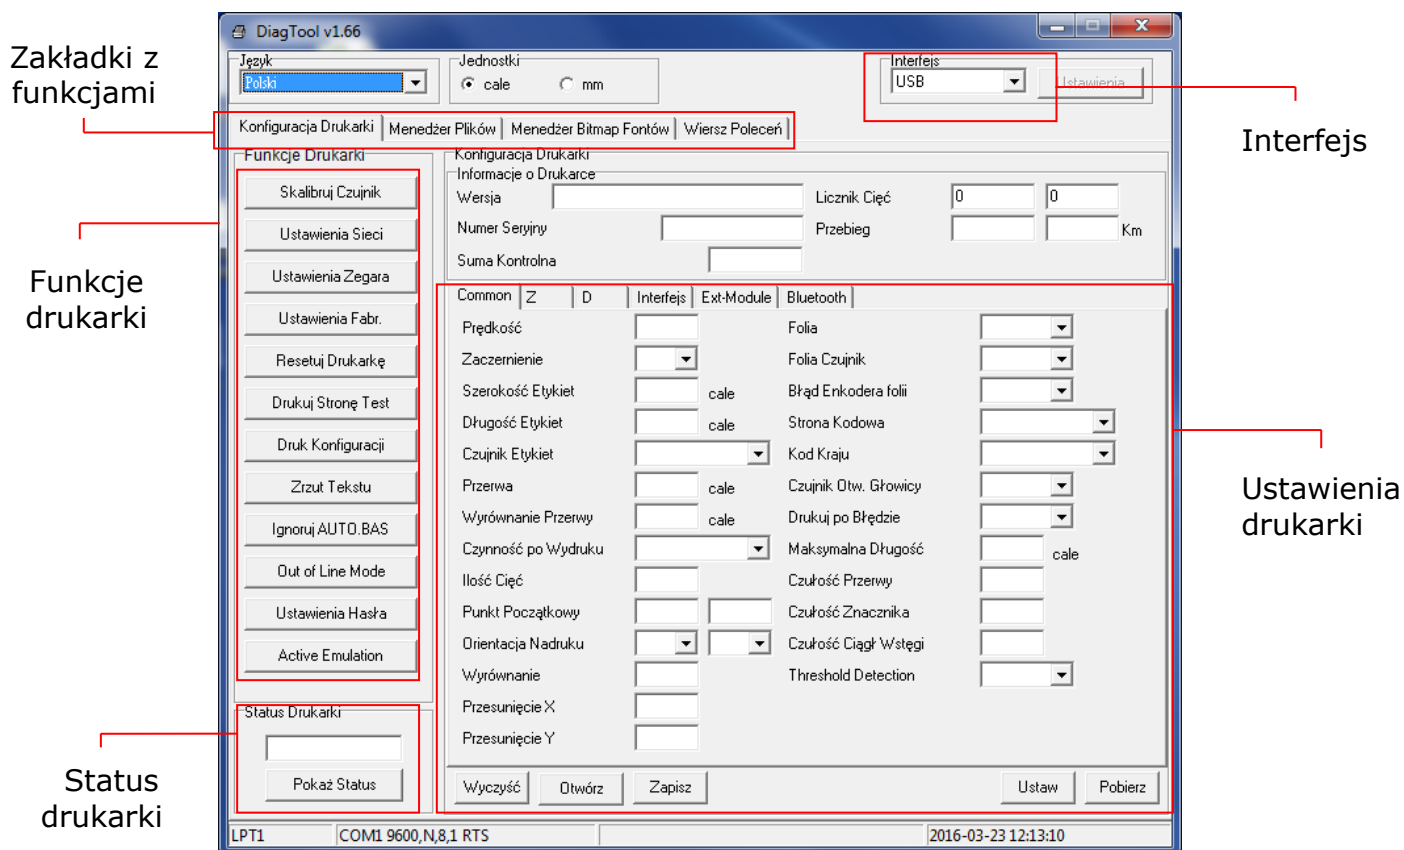 DiagTool v1.66
Zakładki z
funkcjami
Język
Polski
Jednostki
cale
mm
Interfejs
USB
Ustawienia
Interfejs
Konfiguracja Drukarki
Menedżer Plików
Menedżer Bitmap Fontów
Wiersz Poleceń
Funkcje Drukarki
Skalibruj Czujnik
Ustawienia Sieci
Ustawienia Zegara
Ustawienia Fabr.
Resetuj Drukarkę
Drukuj Stronę Test
Druk Konfiguracji
Zrzut Tekstu
Ignoruj AUTO.BAS
Out of Line Mode
Ustawienia Hasła
Active Emulation
Funkcje
drukarki
Status Drukarki
Pokaż Status
Status
drukarki
Konfiguracja Drukarki
Informacje o Drukarce
Wersja
Licznik Cięć
0
0
Numer Seryjny
Przebieg
Km
Suma Kontrolna
Common
Z
D
Interfejs
Ext-Module
Bluetooth
Prędkość
Folia
Zaczernienie
Folia Czujnik
Szerokość Etykiet
cale
Błąd Enkodera folii
Długość Etykiet
cale
Strona Kodowa
Czujnik Etykiet
Kod Kraju
Przerwa
cale
Czujnik Otw. Głowicy
Wyrównanie Przerwy
cale
Drukuj po Błędzie
Czynność po Wydruku
Maksymalna Długość
cale
Ilość Cięć
Czułość Przerwy
Punkt Początkowy
Czułość Znacznika
Orientacja Nadruku
Czułość Ciągł Wstęgi
Wyrównanie
Threshold Detection
Przesunięcie X
Przesunięcie Y
Wyczyść
Otwórz
Zapisz
Ustaw
Pobierz
Ustawienia
drukarki
LPT1
COM1 9600,N,8,1 RTS
2016-03-23 12:13:10